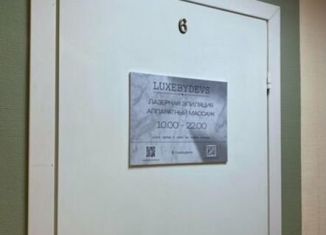 6
LUXEBYDEVS
ЛАЗЕРНАЯ ЭПИЛЯЦИЯ
АППАРАТНЫЙ МАССАЖ
10:00 - 22:00